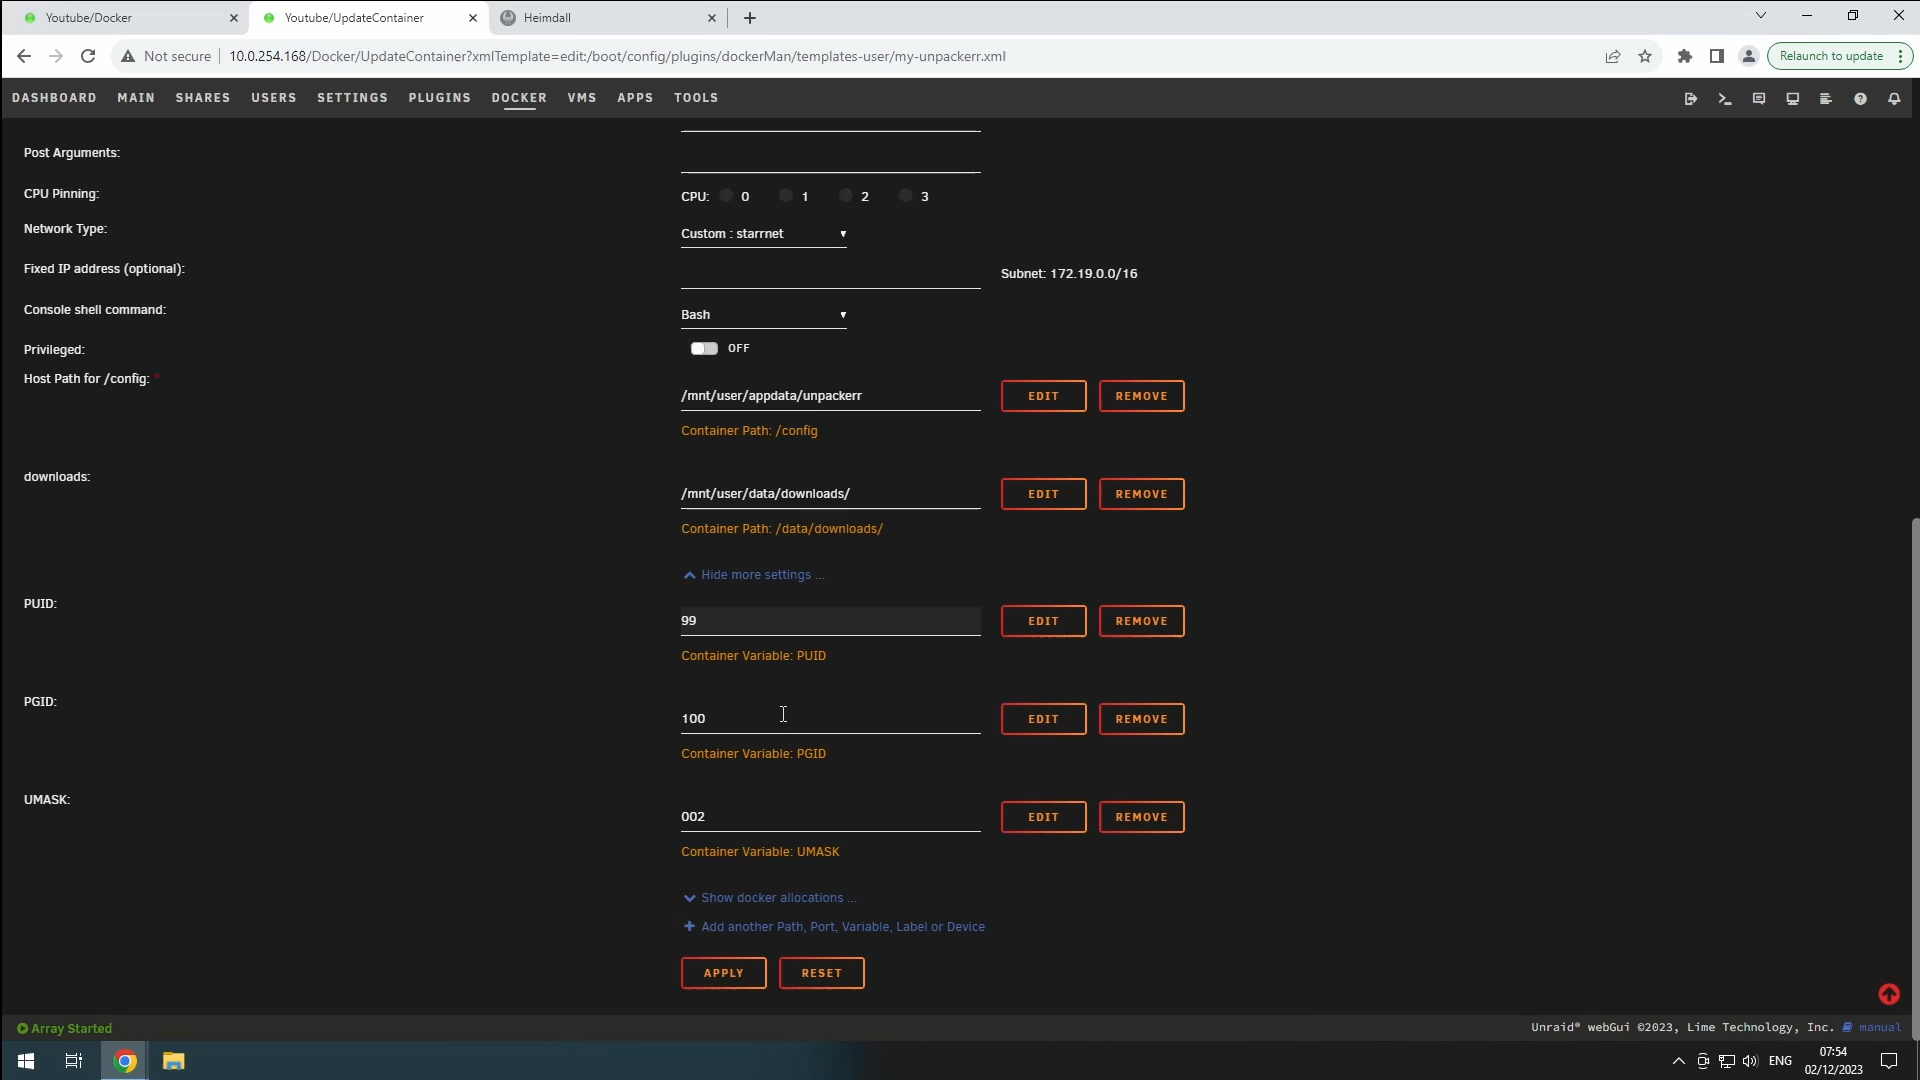 Youtube/Docker
Youtube/UpdateContainer
Heimdall
Not secure
10.0.254.168/Docker/UpdateContainer?xmlTemplate=edit:/boot/config/plugins/dockerMan/templates-user/my-unpackerr.xml
Relaunch to update
DASHBOARD MAIN SHARES USERS SETTINGS PLUGINS DOCKER VMS APPS TOOLS
Post Arguments:
CPU Pinning:
CPU: 0 1 2 3
Network Type:
Custom : starrnet
Fixed IP address (optional):
Subnet: 172.19.0.0/16
Console shell command:
Bash
Privileged:
OFF
Host Path for /config: *
/mnt/user/appdata/unpackerr
EDIT REMOVE
Container Path: /config
downloads:
/mnt/user/data/downloads/
EDIT REMOVE
Container Path: /data/downloads/
Hide more settings ...
PUID:
99
EDIT REMOVE
Container Variable: PUID
PGID:
100
EDIT REMOVE
Container Variable: PGID
UMASK:
002
EDIT REMOVE
Container Variable: UMASK
Show docker allocations ...
Add another Path, Port, Variable, Label or Device
APPLY RESET
Array Started
Unraid® webGui ©2023, Lime Technology, Inc. manual
ENG
07:54
02/12/2023